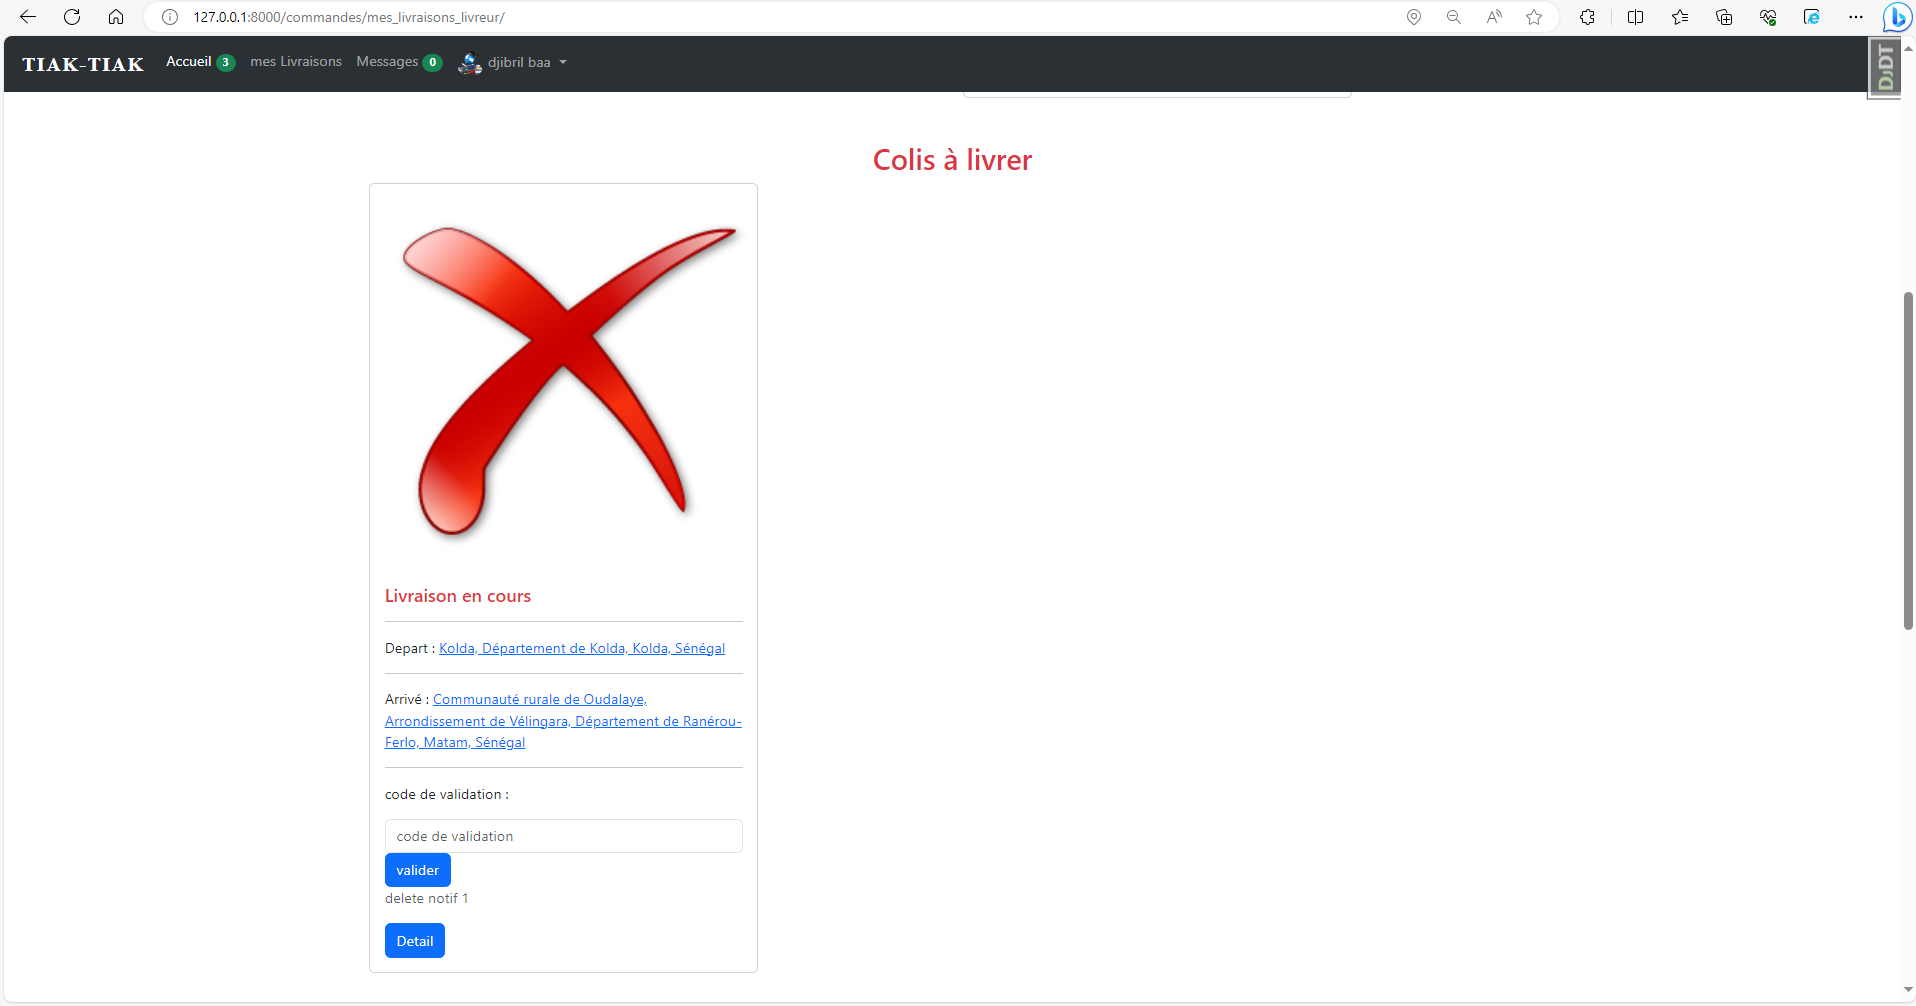 127.0.0.1:8000/commandes/mes_livraisons_livreur/
TIAK-TIAK Accueil 3 mes Livraisons Messages 0 djibril baa
DJDT
Colis à livrer
Livraison en cours
Depart : Kolda, Département de Kolda, Kolda, Sénégal
Arrivé : Communauté rurale de Oudalaye,
Arrondissement de Vélingara, Département de Ranérou-
Ferlo, Matam, Sénégal
code de validation :
code de validation
valider
delete notif 1
Detail